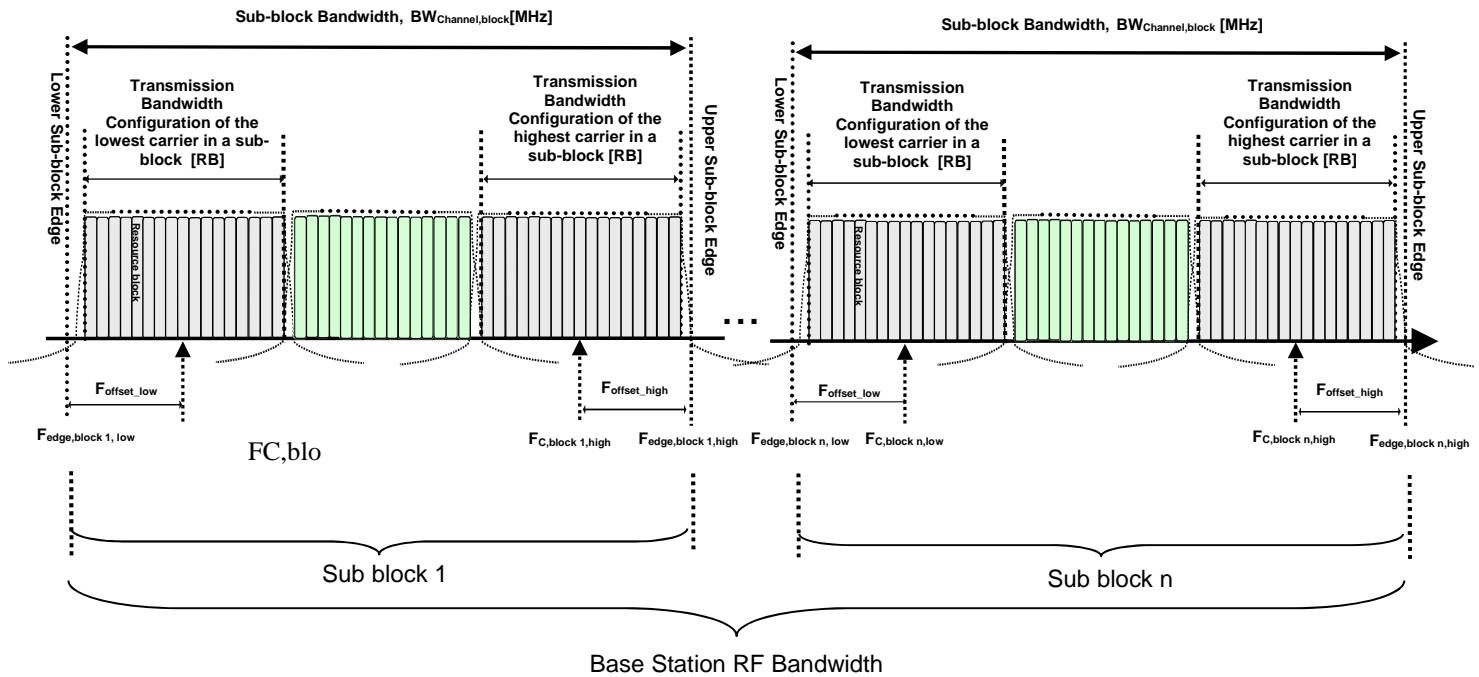 Sub-block Bandwidth, BWChannel,block[MHz]
Lower Sub-block Edge
Transmission
Bandwidth
Configuration of the
lowest carrier in a sub-
block [RB]
Transmission
Bandwidth
Configuration of the
highest carrier in a
sub-block [RB]
Upper Sub-block Edge
Resource block
Foffset_low
Foffset_high
Fedge,block 1, low
FC,blo
FC,block 1,high
Fedge,block 1,high
Sub block 1
...
Sub-block Bandwidth, BWChannel,block [MHz]
Lower Sub-block Edge
Transmission
Bandwidth
Configuration of the
lowest carrier in a
sub-block [RB]
Transmission
Bandwidth
Configuration of the
highest carrier in a
sub-block [RB]
Upper Sub-block Edge
Resource block
Foffset_low
Foffset_high
Fedge,block n, low
FC,block n,low
FC,block n,high
Fedge,block n,high
Sub block n
Base Station RF Bandwidth